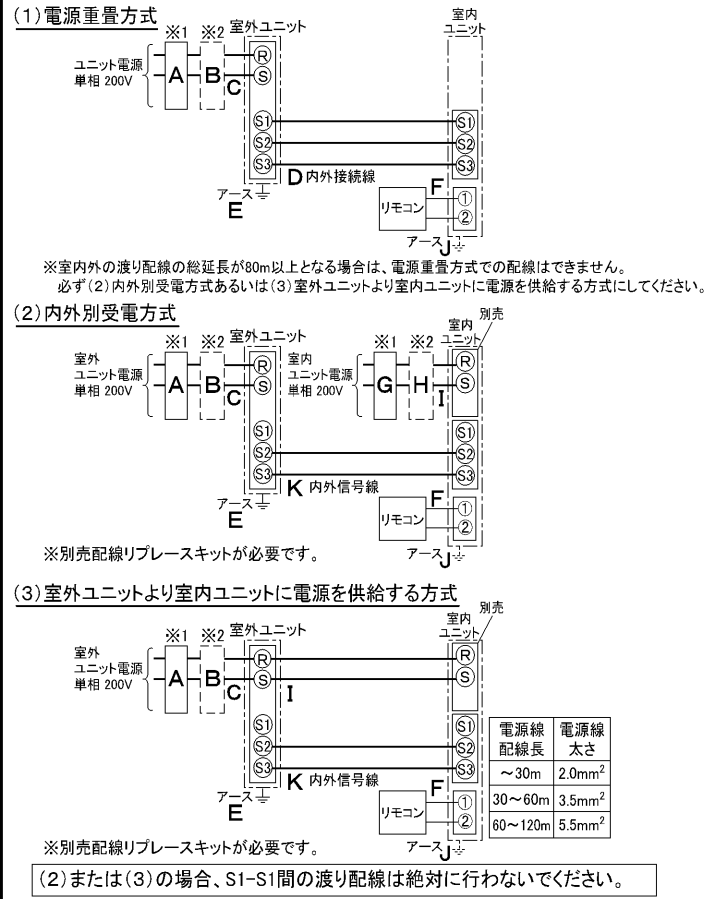 (1)電源重畳方式
※1 ※2 室外ユニット
室内
ユニット
ユニット電源
単相 200V
A B C
R
S
S1 S1
S2 S2
S3 S3
D 内外接続線
アース
E
リモコン
F
①
②
アース J
※室内外の渡り配線の総延長が80m以上となる場合は、電源重畳方式での配線はできません。
必ず(2)内外別受電方式あるいは(3)室外ユニットより室内ユニットに電源を供給する方式にしてください。
(2)内外別受電方式
※1 ※2 室外ユニット
※1 ※2
室内
ユニット
別売
室外
ユニット電源
単相 200V
A B C
R
S
室内
ユニット電源
単相 200V
G H I
R
S
S1 S1
S2 S2
S3 S3
K 内外信号線
アース
E
リモコン
F
①
②
アース J
※別売配線リプレースキットが必要です。
(3)室外ユニットより室内ユニットに電源を供給する方式
※1 ※2 室外ユニット
室内
ユニット
別売
室外
ユニット電源
単相 200V
A B C
R R
S I S
S1 S1
S2 S2
S3 S3
K 内外信号線
アース
E
リモコン
F
①
②
アース J
電源線
配線長
電源線
太さ
~30m 2.0mm²
30~60m 3.5mm²
60~120m 5.5mm²
※別売配線リプレースキットが必要です。
(2)または(3)の場合、S1-S1間の渡り配線は絶対に行わないでください。